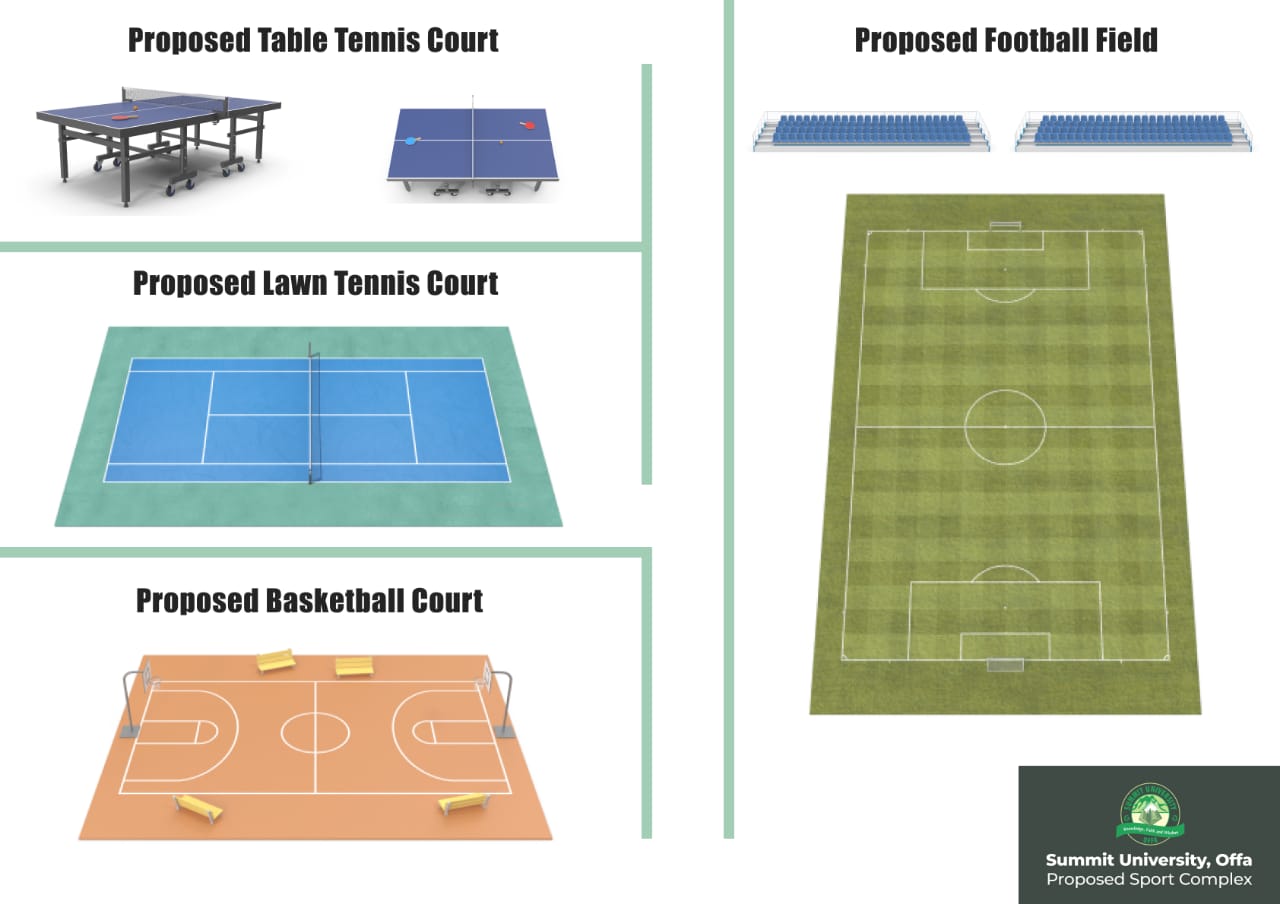 Proposed Table Tennis Court
Proposed Football Field
Proposed Lawn Tennis Court
Proposed Basketball Court
SUMMIT UNIVERSITY
Knowledge, Faith and Wisdom
OFFA
Summit University, Offa
Proposed Sport Complex